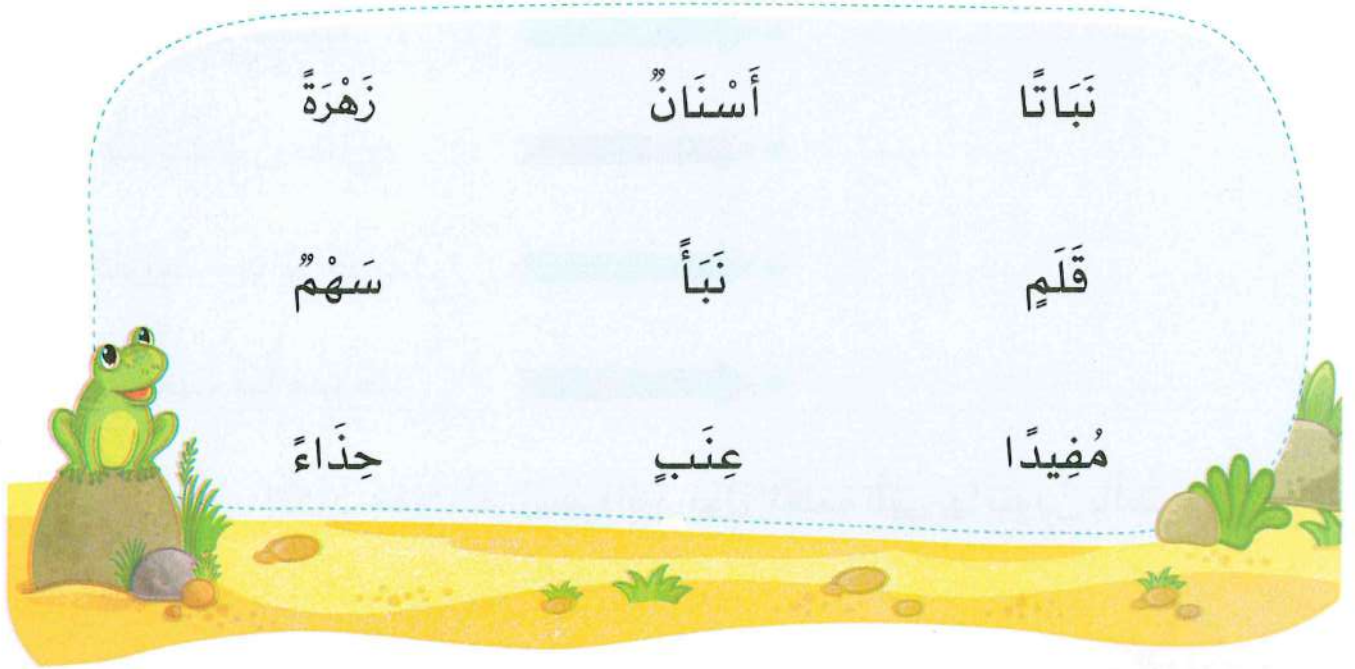 نَبَاتًا أَسْنَانٌ زَهْرَةً
قَلَمٍ نَبَأً سَهْمٌ
مُفِيدًا عِنَبٍ حِذَاءً